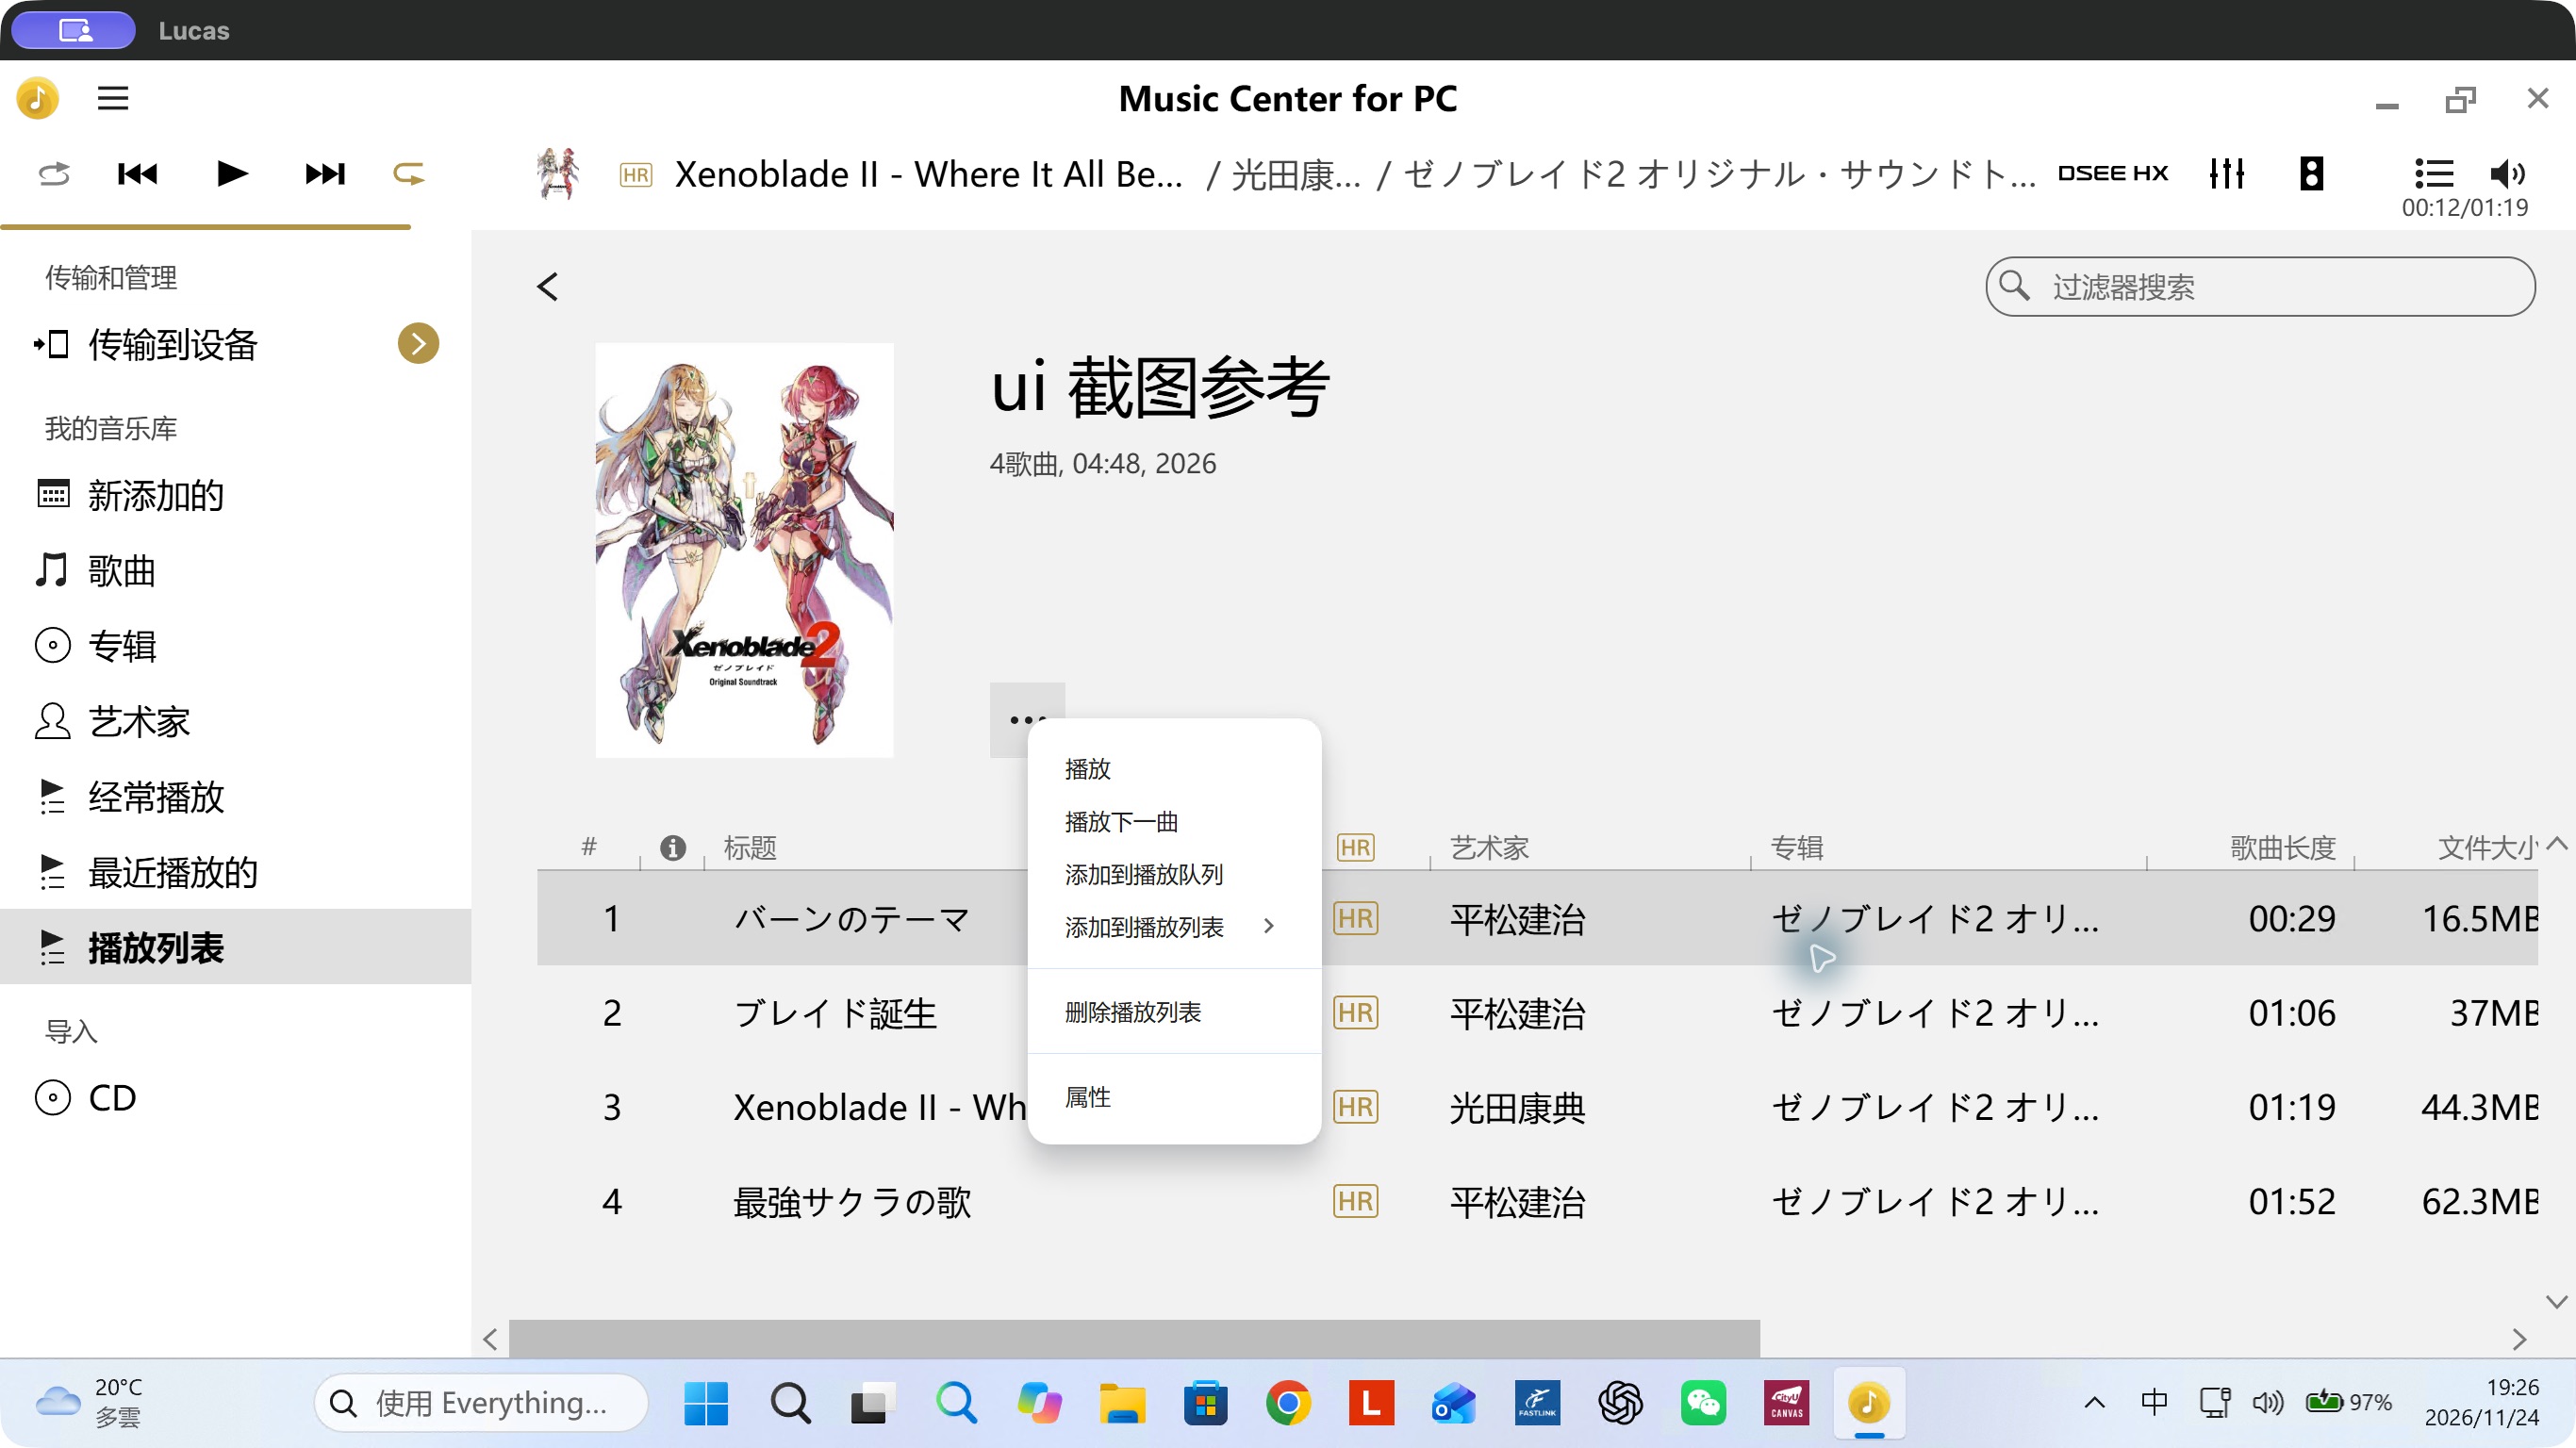 Lucas
Music Center for PC
HR Xenoblade II - Where It All Be... / 光田康... / ゼノブレイド2 オリジナル・サウンドト... DSEE HX
00:12/01:19
传输和管理
传输到设备
我的音乐库
新添加的
歌曲
专辑
艺术家
经常播放
最近播放的
播放列表
导入
CD
过滤器搜索
Xenoblade2
ゼノブレイド
Original Soundtrack
ui 截图参考
4歌曲, 04:48, 2026
播放
播放下一曲
添加到播放队列
添加到播放列表
删除播放列表
属性
# 标题 HR 艺术家 专辑 歌曲长度 文件大小
1 バーンのテーマ HR 平松建治 ゼノブレイド2 オリ... 00:29 16.5MB
2 ブレイド誕生 HR 平松建治 ゼノブレイド2 オリ... 01:06 37MB
3 Xenoblade II - Wh HR 光田康典 ゼノブレイド2 オリ... 01:19 44.3MB
4 最強サクラの歌 HR 平松建治 ゼノブレイド2 オリ... 01:52 62.3MB
20°C
多雲
使用 Everything...
L
FASTLINK
CityU
CANVAS
中
97%
19:26
2026/11/24